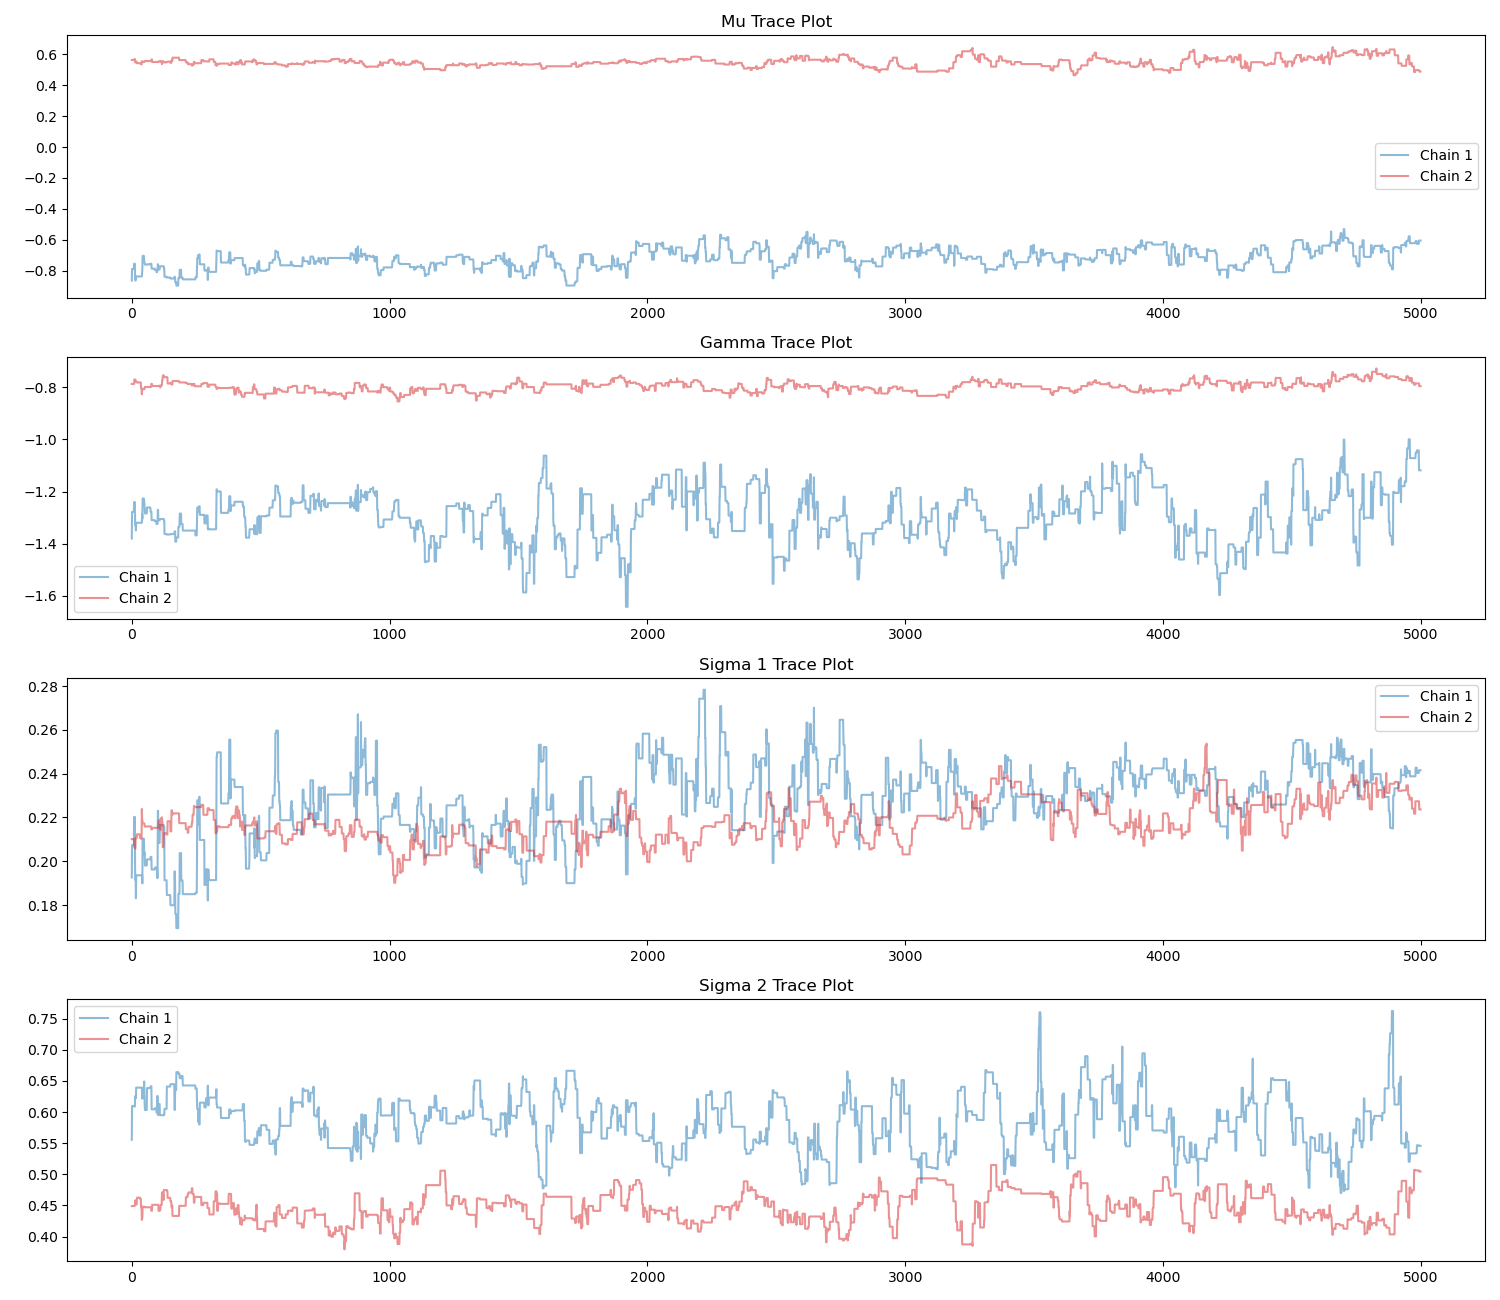 Mu Trace Plot
0.6
0.4
0.2
0.0
−0.2
−0.4
−0.6
−0.8
Chain 1
Chain 2
0 1000 2000 3000 4000 5000
Gamma Trace Plot
−0.8
−1.0
−1.2
−1.4
−1.6
Chain 1
Chain 2
0 1000 2000 3000 4000 5000
Sigma 1 Trace Plot
0.28
0.26
0.24
0.22
0.20
0.18
Chain 1
Chain 2
0 1000 2000 3000 4000 5000
Sigma 2 Trace Plot
0.75
0.70
0.65
0.60
0.55
0.50
0.45
0.40
Chain 1
Chain 2
0 1000 2000 3000 4000 5000